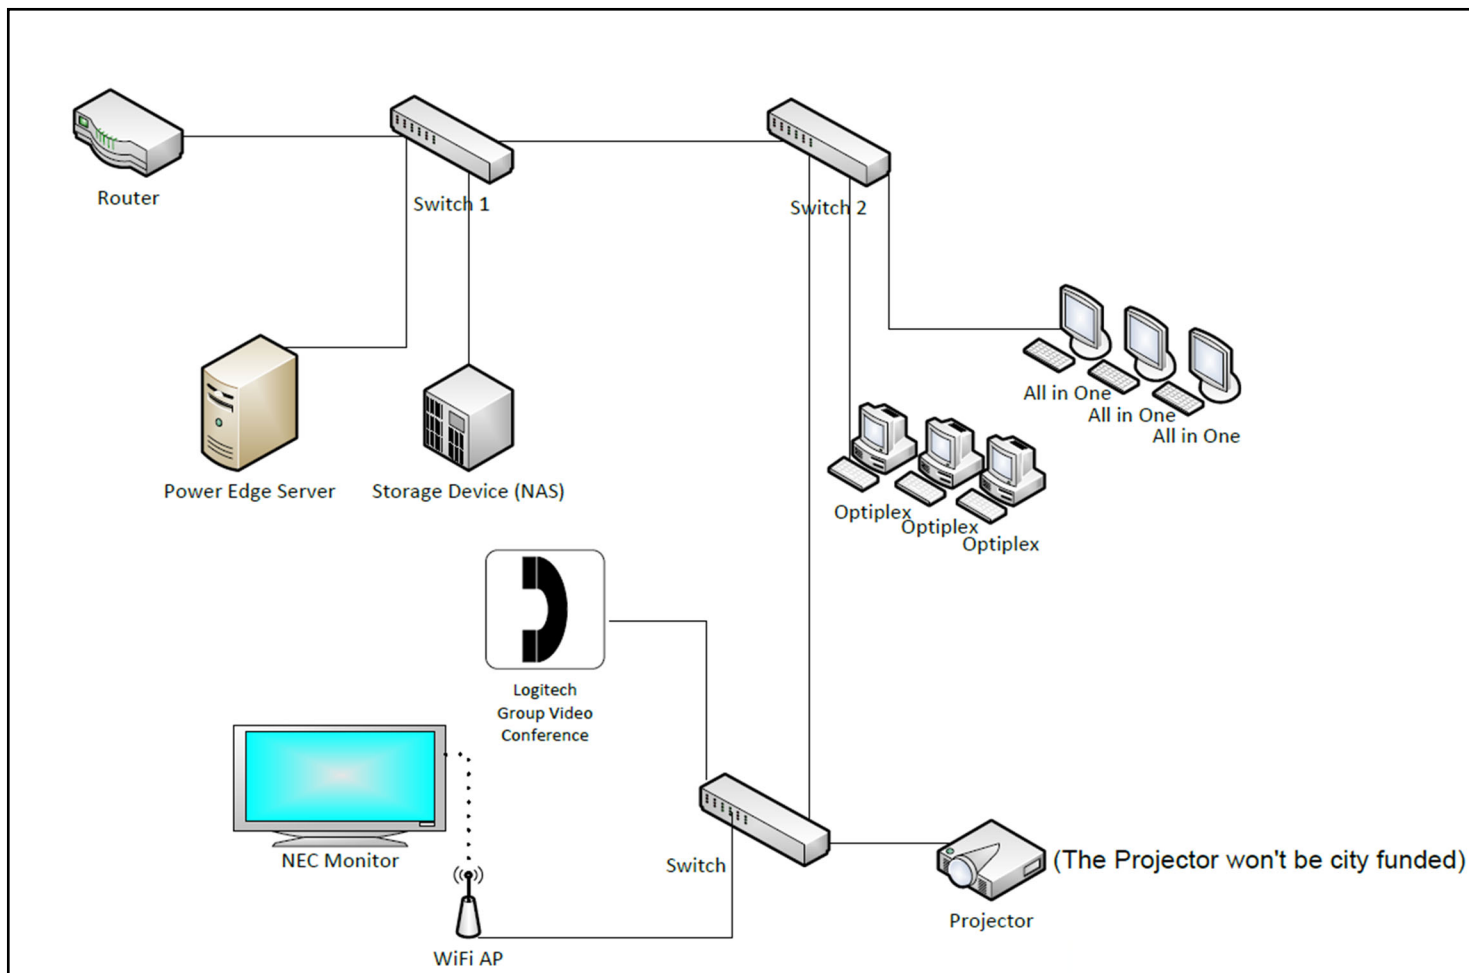 Router
Switch 1
Switch 2
All in One
All in One
All in One
Power Edge Server
Storage Device (NAS)
Optiplex
Optiplex
Optiplex
Logitech
Group Video
Conference
NEC Monitor
Switch
(The Projector won't be city funded)
Projector
WiFi AP